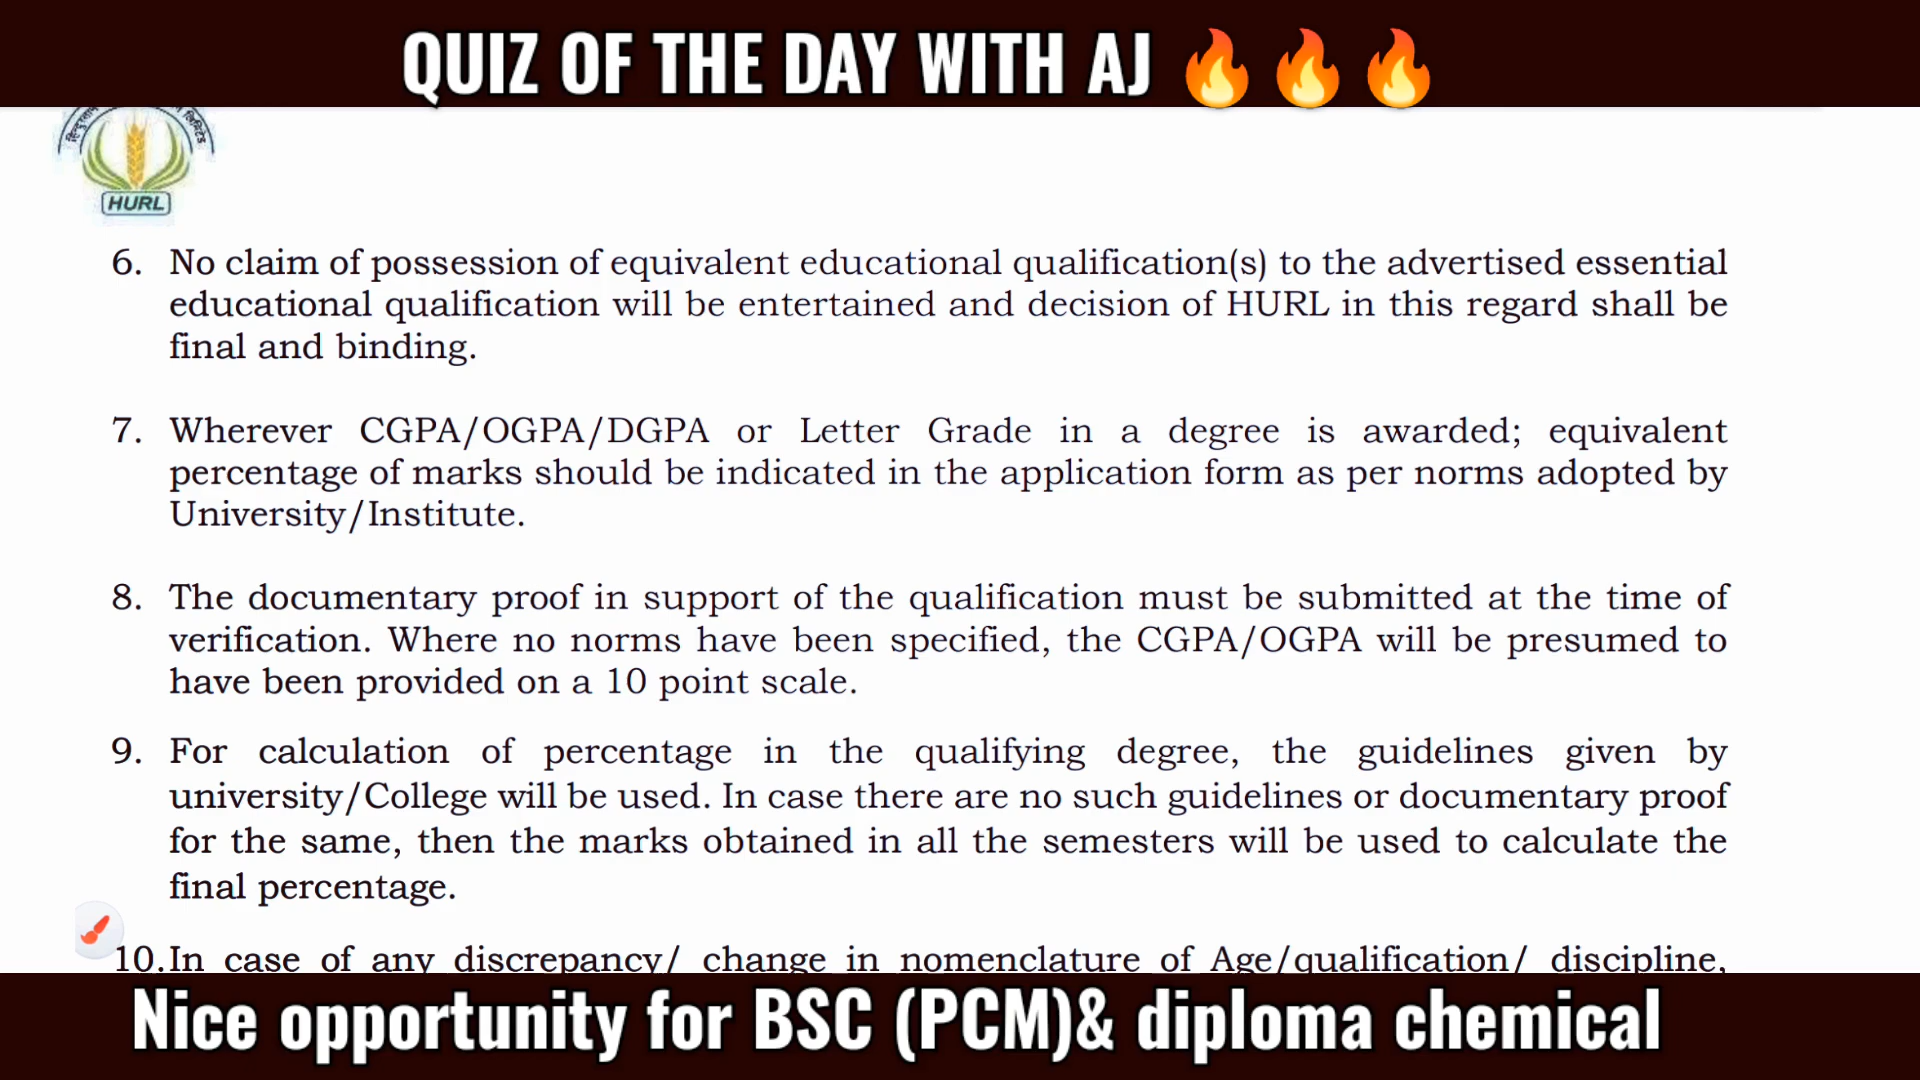 QUIZ OF THE DAY WITH AJ 🔥🔥🔥
HURL
6. No claim of possession of equivalent educational qualification(s) to the advertised essential
educational qualification will be entertained and decision of HURL in this regard shall be
final and binding.
7. Wherever CGPA/OGPA/DGPA or Letter Grade in a degree is awarded; equivalent
percentage of marks should be indicated in the application form as per norms adopted by
University/Institute.
8. The documentary proof in support of the qualification must be submitted at the time of
verification. Where no norms have been specified, the CGPA/OGPA will be presumed to
have been provided on a 10 point scale.
9. For calculation of percentage in the qualifying degree, the guidelines given by
university/College will be used. In case there are no such guidelines or documentary proof
for the same, then the marks obtained in all the semesters will be used to calculate the
final percentage.
10. In case of any discrepancy/ change in nomenclature of Age/qualification/ discipline,
Nice opportunity for BSC (PCM)& diploma chemical